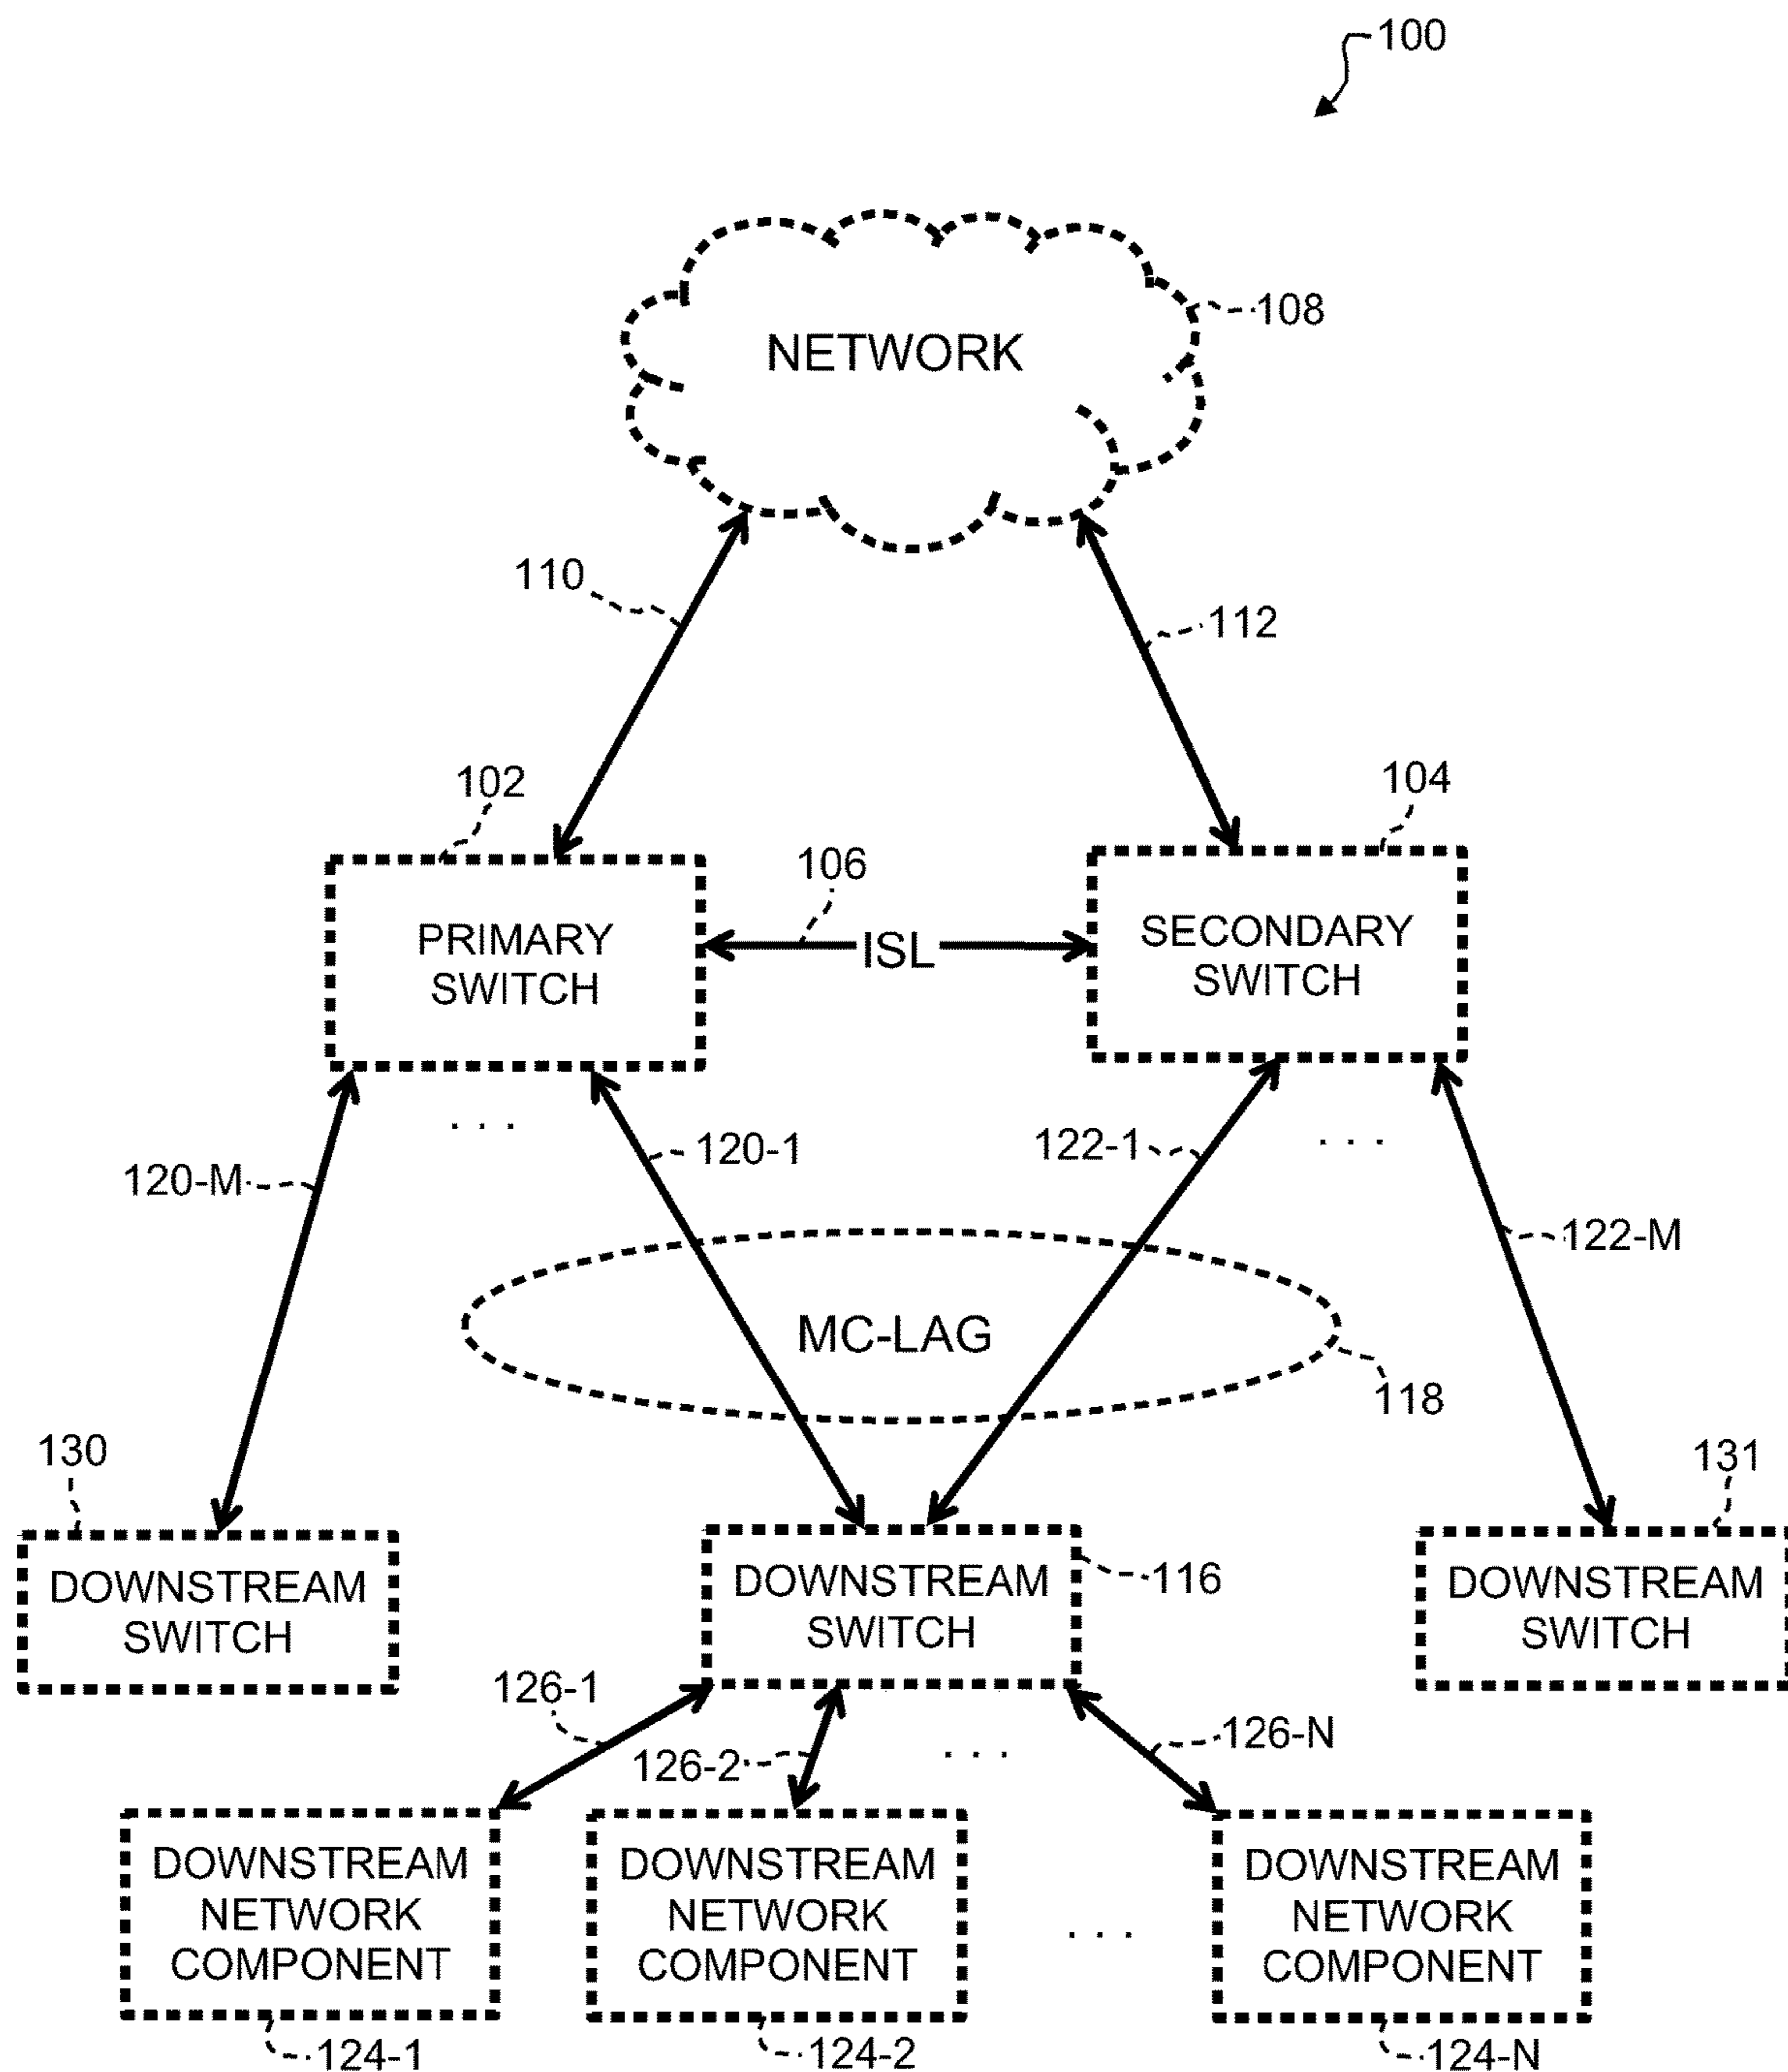 100
108
NETWORK
110
112
102
104
106
PRIMARY
SWITCH
ISL
SECONDARY
SWITCH
. . .
. . .
120-M
120-1
122-1
122-M
MC-LAG
118
130
131
DOWNSTREAM
SWITCH
DOWNSTREAM
SWITCH
116
DOWNSTREAM
SWITCH
126-1
126-2
. . .
126-N
DOWNSTREAM
NETWORK
COMPONENT
DOWNSTREAM
NETWORK
COMPONENT
. . .
DOWNSTREAM
NETWORK
COMPONENT
124-1
124-2
124-N